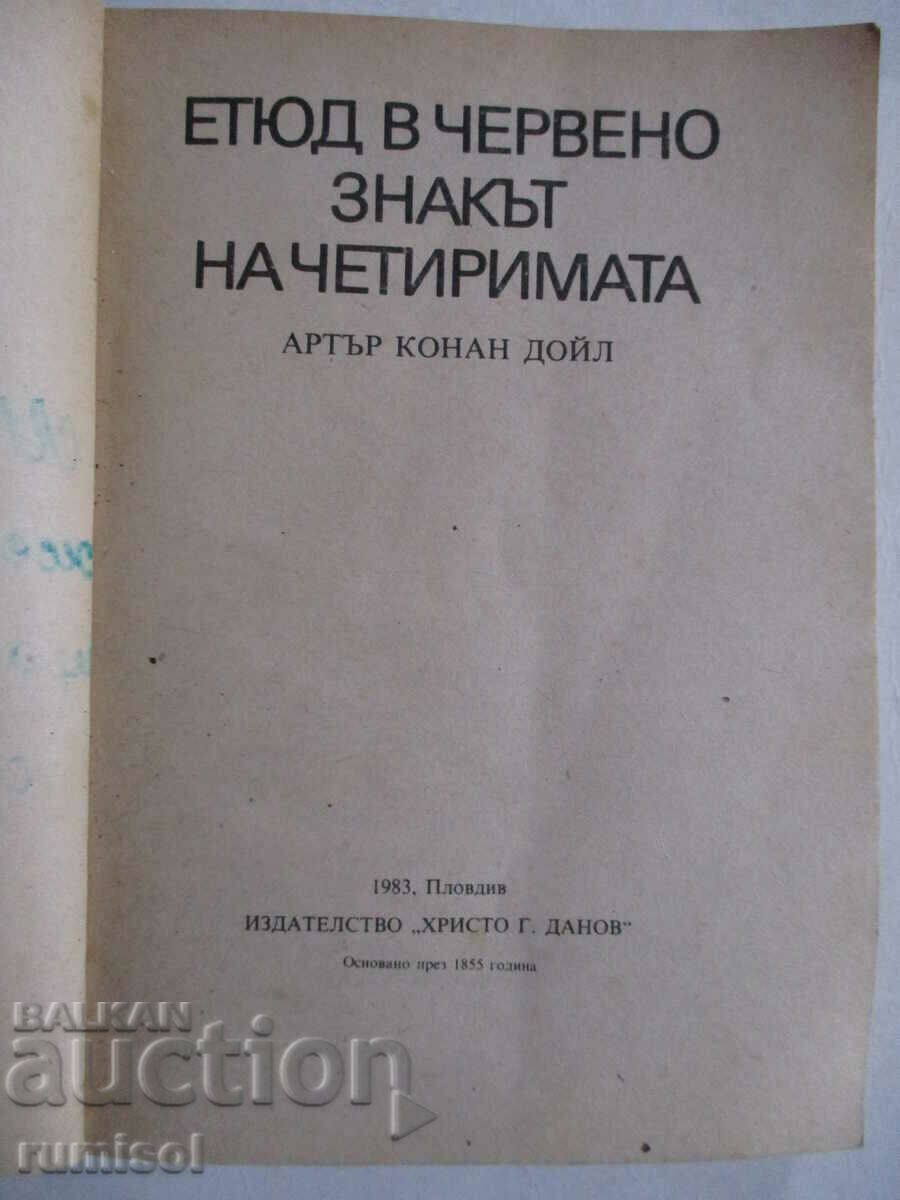 ЕТЮД В ЧЕРВЕНО
ЗНАКЪТ
НА ЧЕТИРИМАТА
АРТЪР КОНАН ДОЙЛ
1983, Пловдив
ИЗДАТЕЛСТВО „ХРИСТО Г. ДАНОВ“
Основано през 1855 година
BALKAN
auction
rumisol